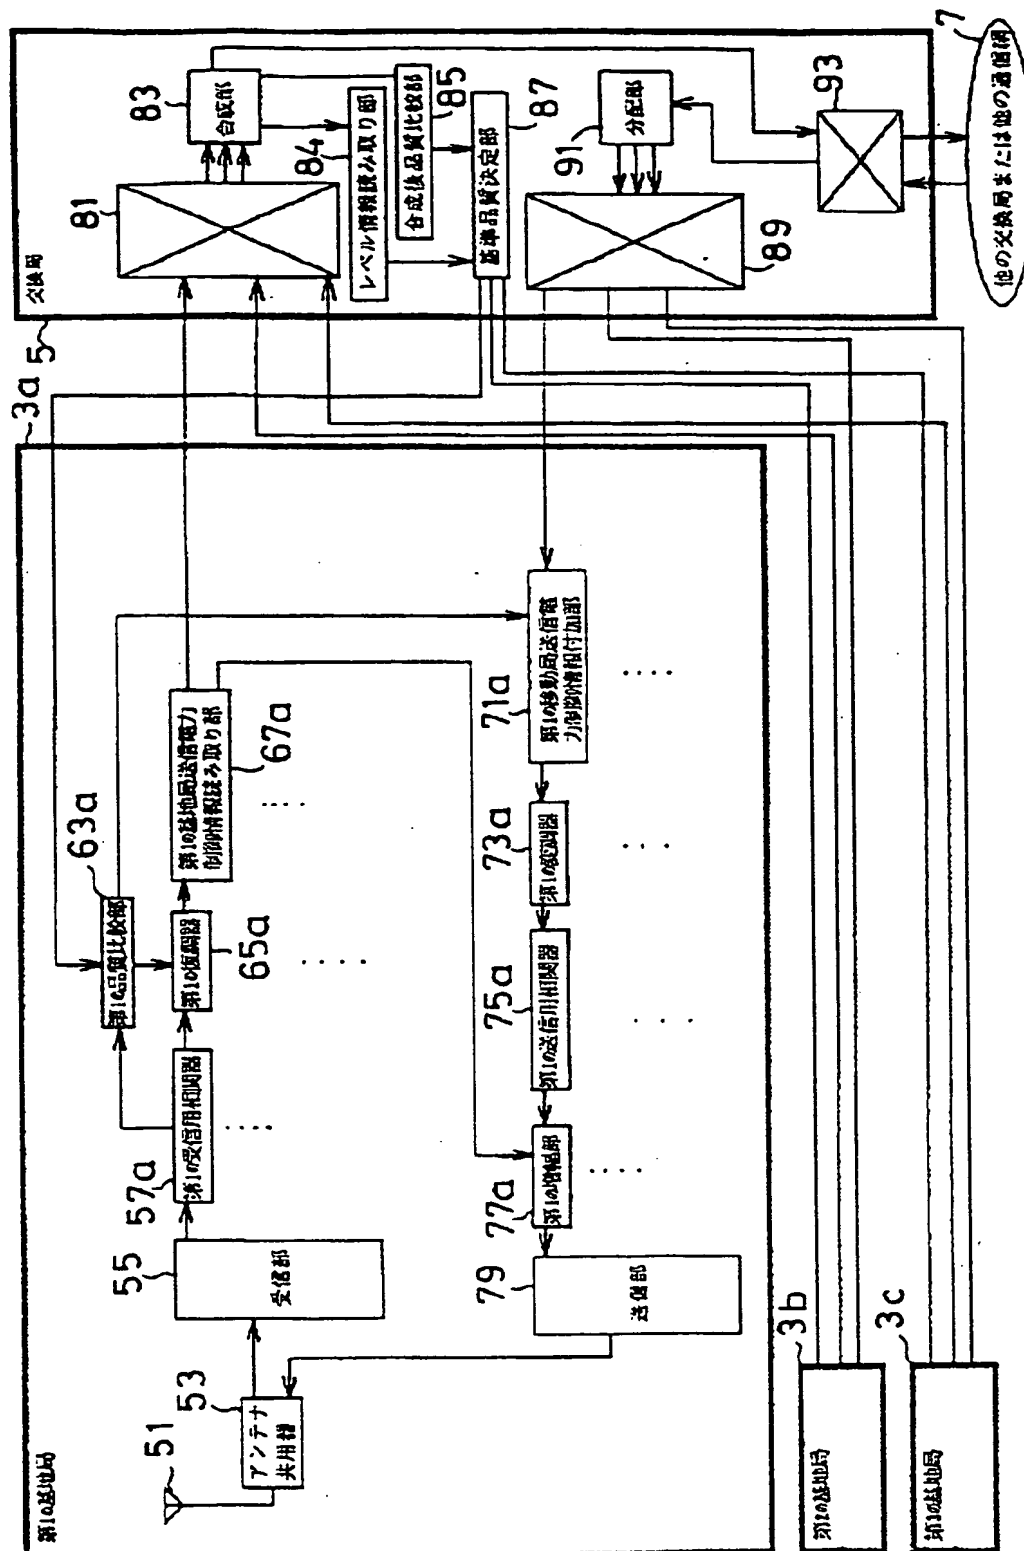 第1の基地局
51
53
アンテナ
共用器
55
受信部
57a
第1の受信用相関器
63a
第1の品質比較部
第1の復調器
65a
第1の基地局送信電力
制御情報読み取り部
67a
3a
71a
第1の移動局送信電
力制御情報付加部
73a
第1の変調器
75a
第1の送信用相関器
77a
第1の増幅部
79
送信部
5
交換局
81
83
合成部
84
レベル情報読み取り部
合成後品質比較部
85
基準品質決定部
87
89
91
分配部
93
7
他の交換局または他の通信網
3b
第2の基地局
3c
第1の基地局